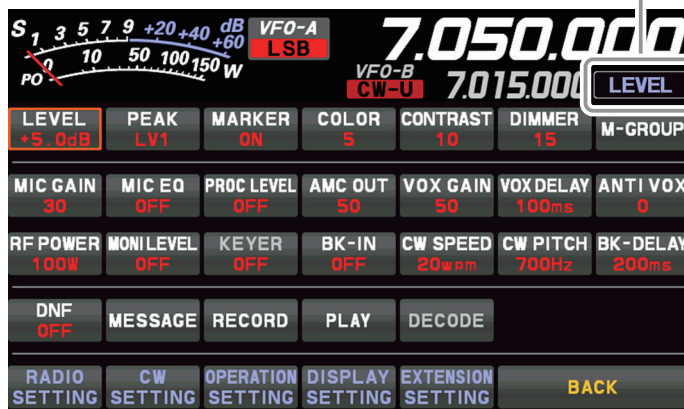 S 1 3 5 7 9 +20 +40 +60 dB VFO-A
LSB
7.050.000
PO 0 10 50 100 150 W
VFO-B
CW-U 7.015.000 LEVEL
LEVEL PEAK MARKER COLOR CONTRAST DIMMER M-GROUP
+5.0dB LV1 ON 5 10 15
MIC GAIN MIC EQ PROC LEVEL AMC OUT VOX GAIN VOX DELAY ANTI VOX
30 OFF OFF 50 50 100ms 0
RF POWER MONI LEVEL KEYER BK-IN CW SPEED CW PITCH BK-DELAY
100W OFF OFF OFF 20wpm 700Hz 200ms
DNF MESSAGE RECORD PLAY DECODE
OFF
RADIO SETTING CW SETTING OPERATION SETTING DISPLAY SETTING EXTENSION SETTING BACK